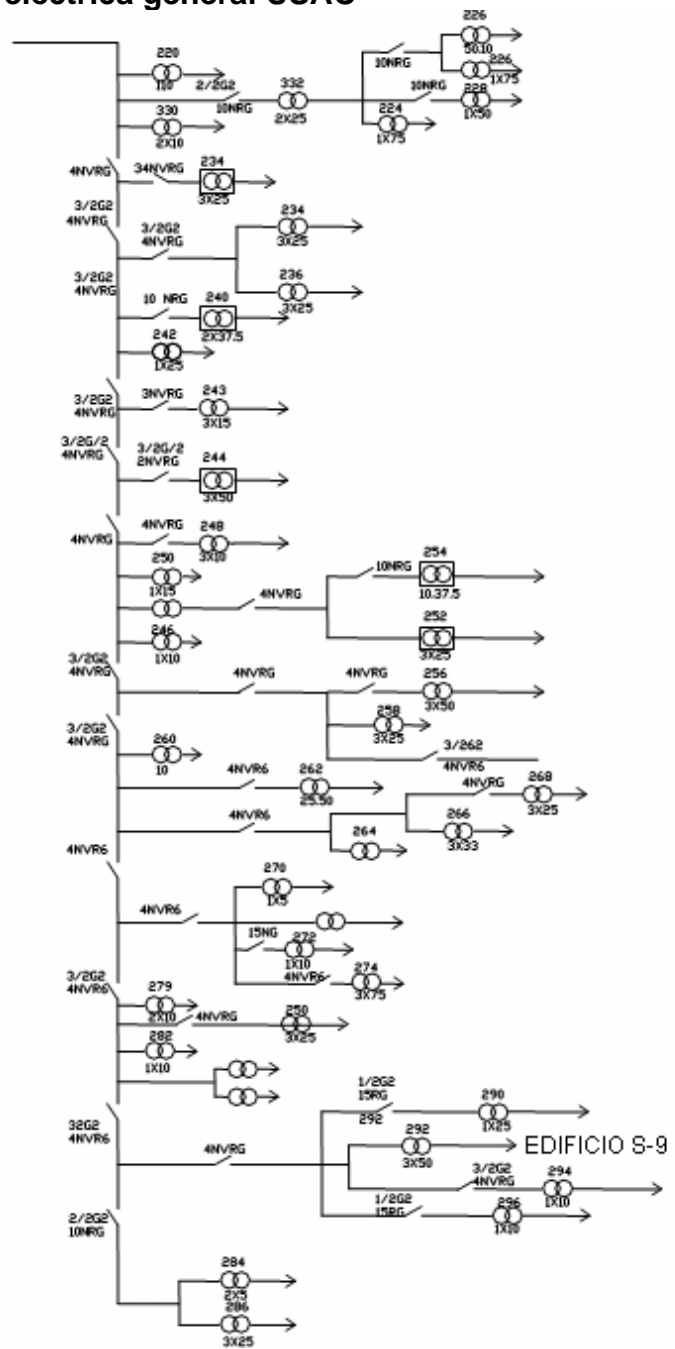 eléctrica general USAC
226
220
50.10
10NRG
226
110
2/2G2
332
1X75
10NRG
228
330
10NRG
224
2X10
2X25
1X50
1X75
4NVRG
34NVRG
234
3X25
3/2G2
4NVRG
3/2G2
4NVRG
234
3X25
3/2G2
4NVRG
236
3X25
10 NRG
240
2X37.5
242
1X25
3/2G2
4NVRG
3NVRG
243
3X15
3/2G/2
4NVRG
3/2G/2
2NVRG
244
3X50
4NVRG
4NVRG
248
3X10
250
1X15
10NRG
254
10.37.5
4NVRG
246
1X10
252
3X25
3/2G2
4NVRG
4NVRG
4NVRG
256
3X50
258
3X25
3/2G2
4NVRG
260
10
3/2G2
4NVR6
4NVR6
262
25.50
4NVRG
268
3X25
4NVR6
266
3X33
264
4NVR6
270
1X5
4NVR6
15NG
272
1X10
3/2G2
4NVR6
4NVR6
274
3X75
279
2X10
4NVRG
250
3X25
282
1X10
32G2
4NVR6
1/2G2
15RG
292
290
1X25
4NVRG
292
3X50
EDIFICIO S-9
3/2G2
4NVRG
294
1X10
1/2G2
15RG
296
1X10
2/2G2
10NRG
284
2X5
286
3X25